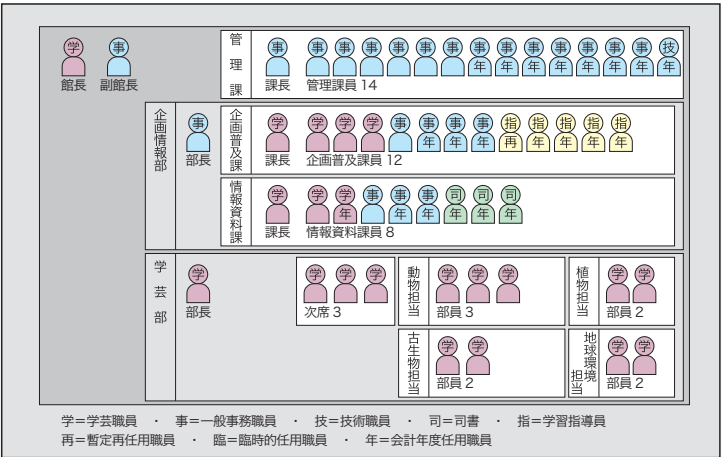 学 事
館長 副館長
管理課
事 事 事 事 事 事 事 事 事 事 事 事 事 事 技
年 年 年 年 年 年 年 年
課長 管理課員 14
企画情報部
事
部長
企画普及課
学 学 学 学 事 事 事 事 指 指 指 指 指
年 年 年 再 年 年 年 年
課長 企画普及課員 12
情報資料課
学 学 学 事 事 事 司 司 司
年 年 年 年 年 年
課長 情報資料課員 8
学芸部
学
部長
学 学 学
次席 3
動物担当
学 学 学
部員 3
植物担当
学 学
部員 2
古生物担当
学 学
部員 2
地球環境
担当
学 学
部員 2
学＝学芸職員 ・ 事＝一般事務職員 ・ 技＝技術職員 ・ 司＝司書 ・ 指＝学習指導員
再＝暫定再任用職員 ・ 臨＝臨時的任用職員 ・ 年＝会計年度任用職員